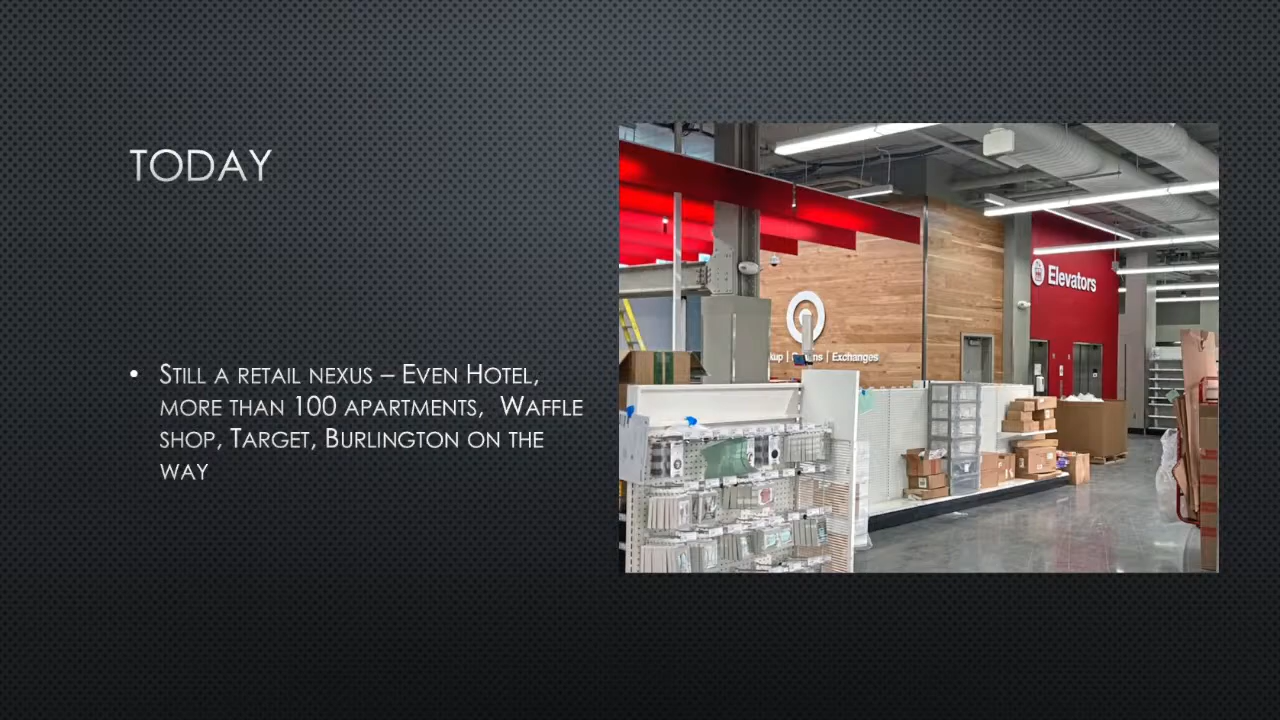 TODAY
• STILL A RETAIL NEXUS – EVEN HOTEL,
MORE THAN 100 APARTMENTS, WAFFLE
SHOP, TARGET, BURLINGTON ON THE
WAY
Elevators
| Exchanges